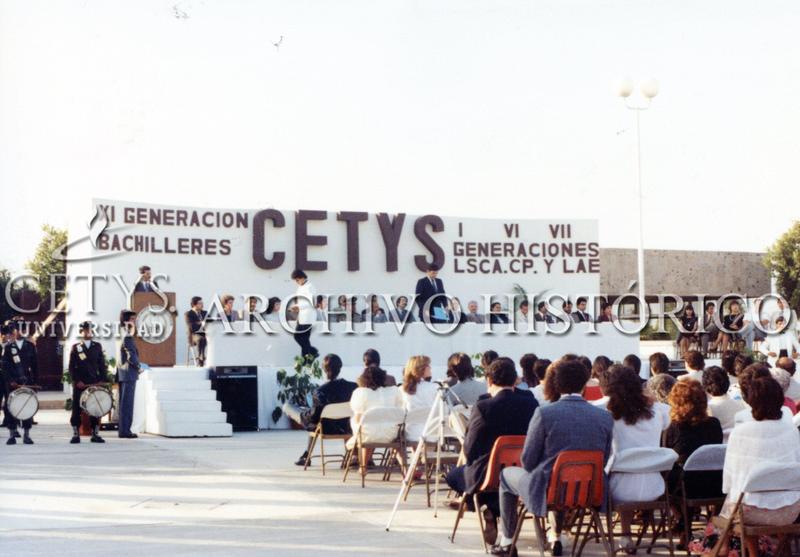 XI GENERACION
BACHILLERES
CETYS
I VI VII
GENERACIONES
LSCA.CP. Y LAE
CETYS
UNIVERSIDAD
ARCHIVO HISTÓRICO